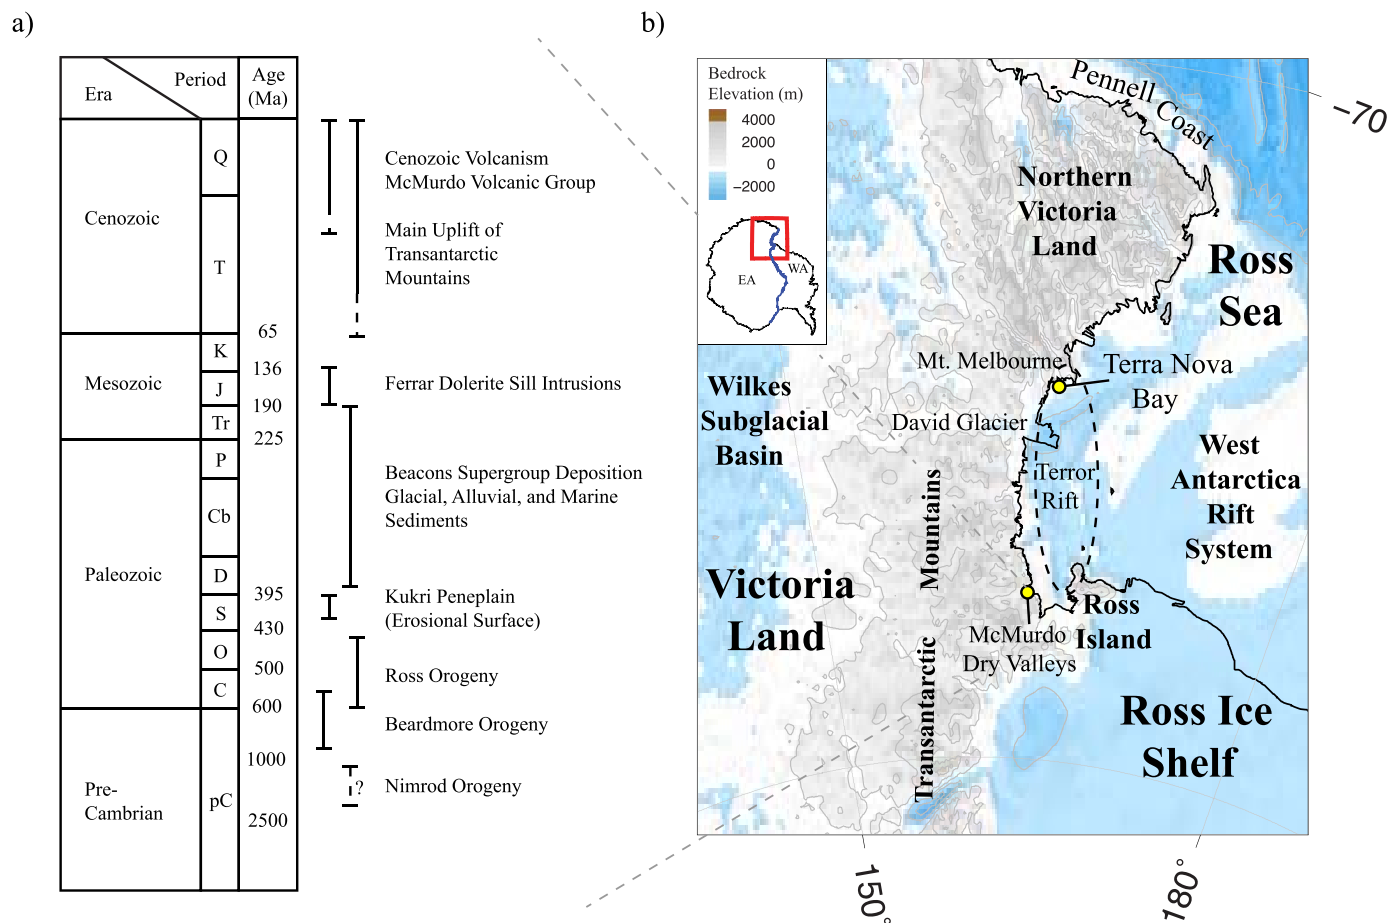 a)
Era
Period
Age
(Ma)
Cenozoic
Q
T
65
Mesozoic
K
136
J
190
Tr
225
Paleozoic
P
Cb
D
395
S
430
O
500
C
600
Pre-
Cambrian
pC
1000
2500
Cenozoic Volcanism
McMurdo Volcanic Group
Main Uplift of
Transantarctic
Mountains
Ferrar Dolerite Sill Intrusions
Beacons Supergroup Deposition
Glacial, Alluvial, and Marine
Sediments
Kukri Peneplain
(Erosional Surface)
Ross Orogeny
Beardmore Orogeny
?
Nimrod Orogeny
b)
Bedrock
Elevation (m)
4000
2000
0
−2000
EA
WA
Pennell Coast
−70
Northern
Victoria
Land
Ross
Sea
Mt. Melbourne
Terra Nova
Bay
Wilkes
Subglacial
Basin
David Glacier
Terror
Rift
West
Antarctica
Rift
System
Transantarctic Mountains
Victoria
Land
Ross
Island
McMurdo
Dry Valleys
Ross Ice
Shelf
150°
180°